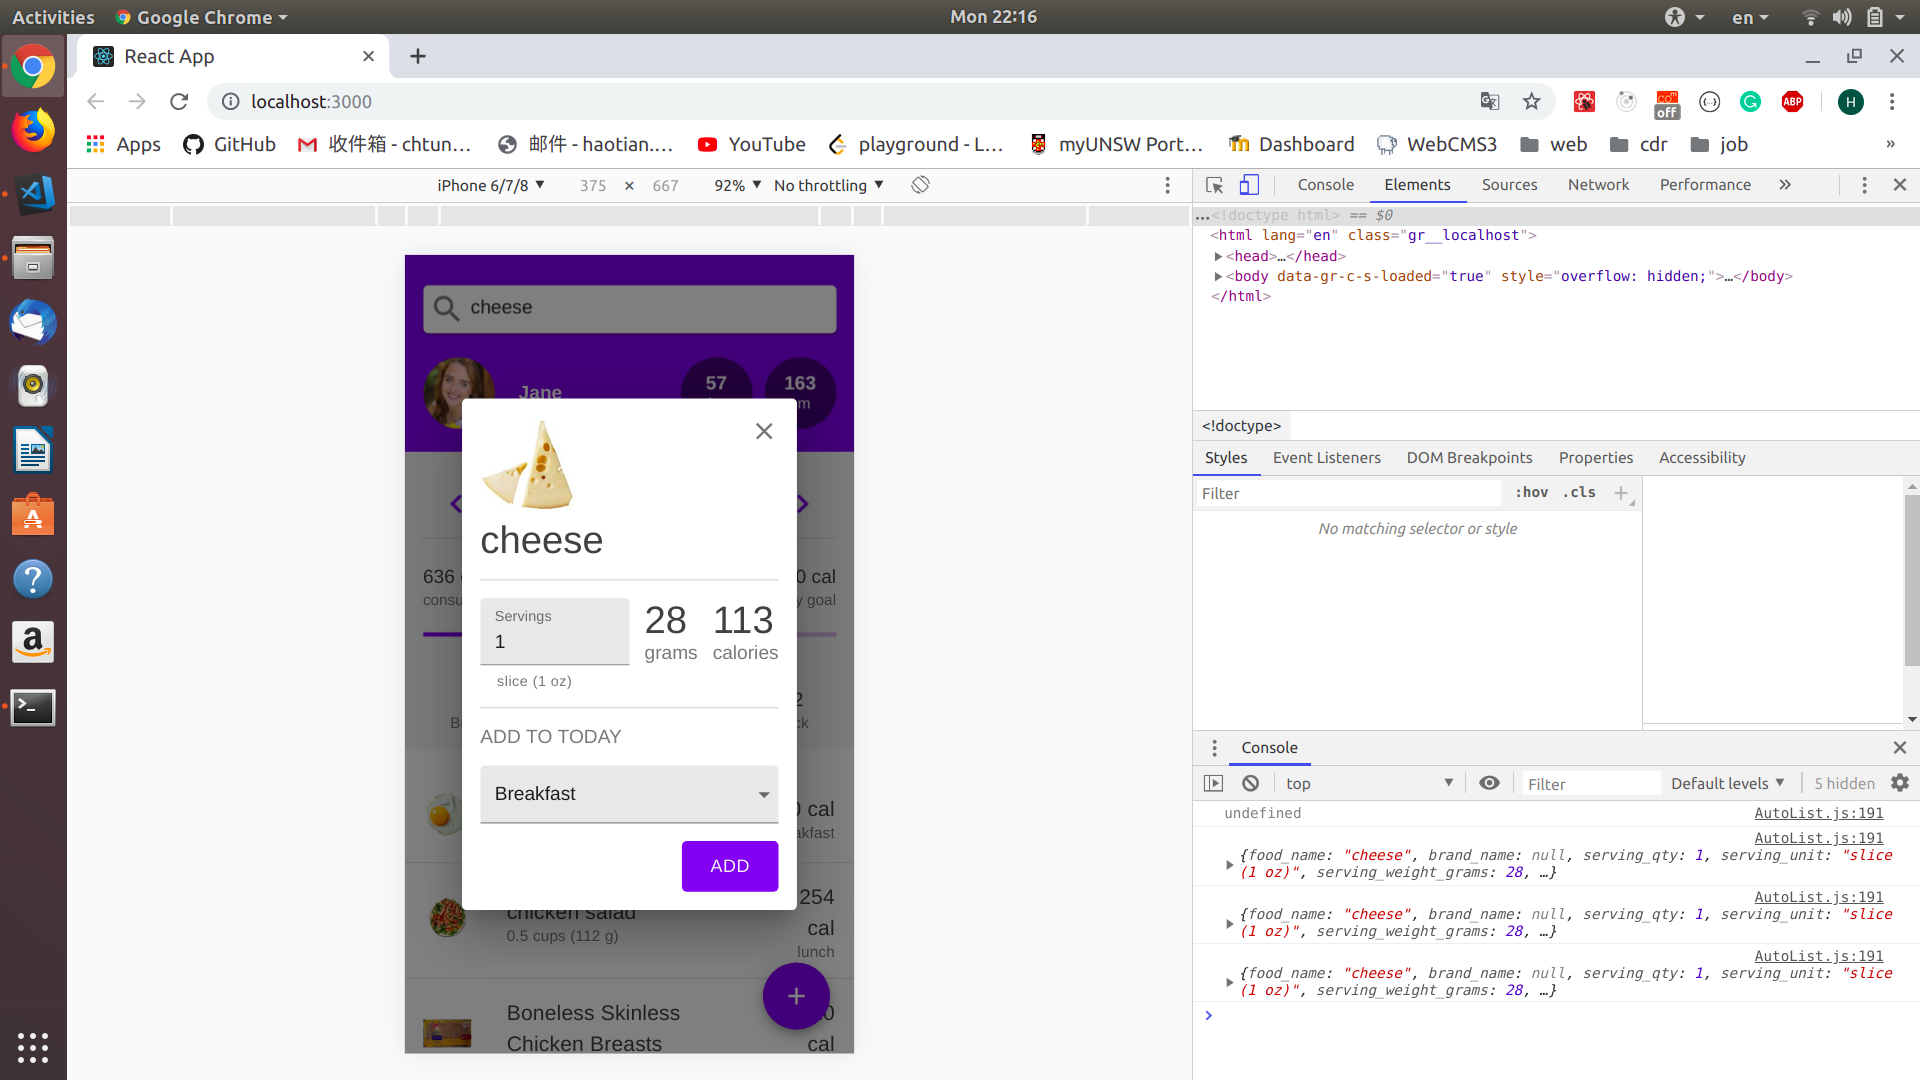 Activities
Google Chrome
Mon 22:16
en
React App
localhost:3000
off
ABP
H
Apps
GitHub
收件箱 - chtun…
邮件 - haotian.…
YouTube
playground - L…
myUNSW Port…
Dashboard
WebCMS3
web
cdr
job
»
iPhone 6/7/8
375 × 667
92%
No throttling
Console
Elements
Sources
Network
Performance
»
…<!doctype html> == $0
<html lang="en" class="gr__localhost">
<head>…</head>
<body data-gr-c-s-loaded="true" style="overflow: hidden;">…</body>
</html>
<!doctype>
Styles
Event Listeners
DOM Breakpoints
Properties
Accessibility
Filter
:hov .cls
No matching selector or style
cheese
Jane
57
163
cheese
636
0 cal
consu
y goal
Servings
1
28
grams
113
calories
slice (1 oz)
2
B
ck
ADD TO TODAY
Breakfast
0 cal
akfast
ADD
chicken salad
0.5 cups (112 g)
254
cal
lunch
Boneless Skinless
Chicken Breasts
0
cal
Console
top
Filter
Default levels
5 hidden
undefined
AutoList.js:191
AutoList.js:191
{food_name: "cheese", brand_name: null, serving_qty: 1, serving_unit: "slice
(1 oz)", serving_weight_grams: 28, …}
AutoList.js:191
{food_name: "cheese", brand_name: null, serving_qty: 1, serving_unit: "slice
(1 oz)", serving_weight_grams: 28, …}
AutoList.js:191
{food_name: "cheese", brand_name: null, serving_qty: 1, serving_unit: "slice
(1 oz)", serving_weight_grams: 28, …}